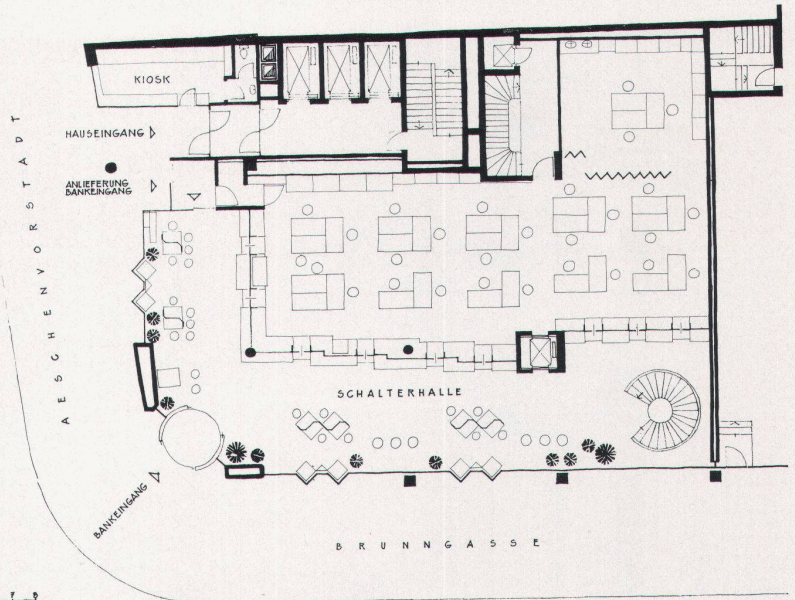 KIOSK
HAUSEINGANG
ANLIEFERUNG
BANKEINGANG
AESCHENVORSTADT
SCHALTERHALLE
BANKEINGANG
BRUNNGASSE